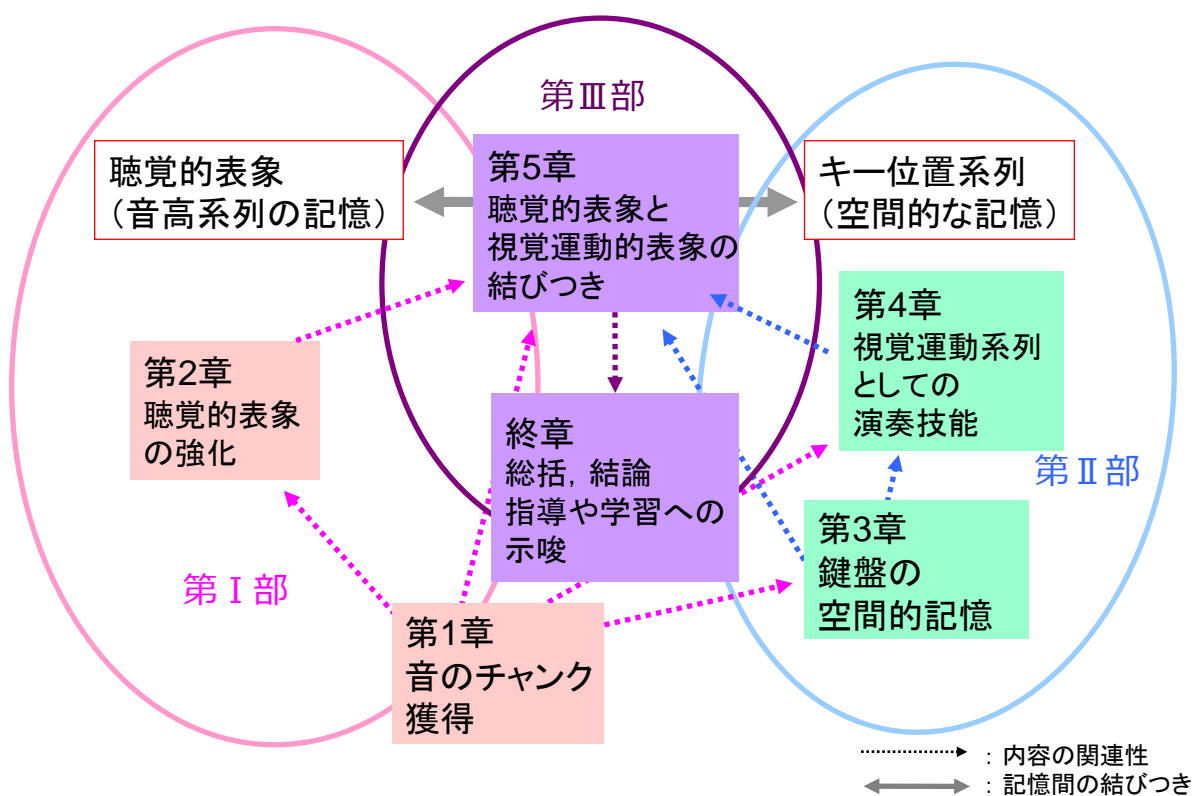 第Ⅲ部
聴覚的表象
（音高系列の記憶）
第5章
聴覚的表象と
視覚運動的表象の
結びつき
キー位置系列
（空間的な記憶）
第2章
聴覚的表象
の強化
第4章
視覚運動系列
としての
演奏技能
終章
総括，結論
指導や学習への
示唆
第Ⅱ部
第3章
鍵盤の
空間的記憶
第Ⅰ部
第1章
音のチャンク
獲得
：内容の関連性
：記憶間の結びつき